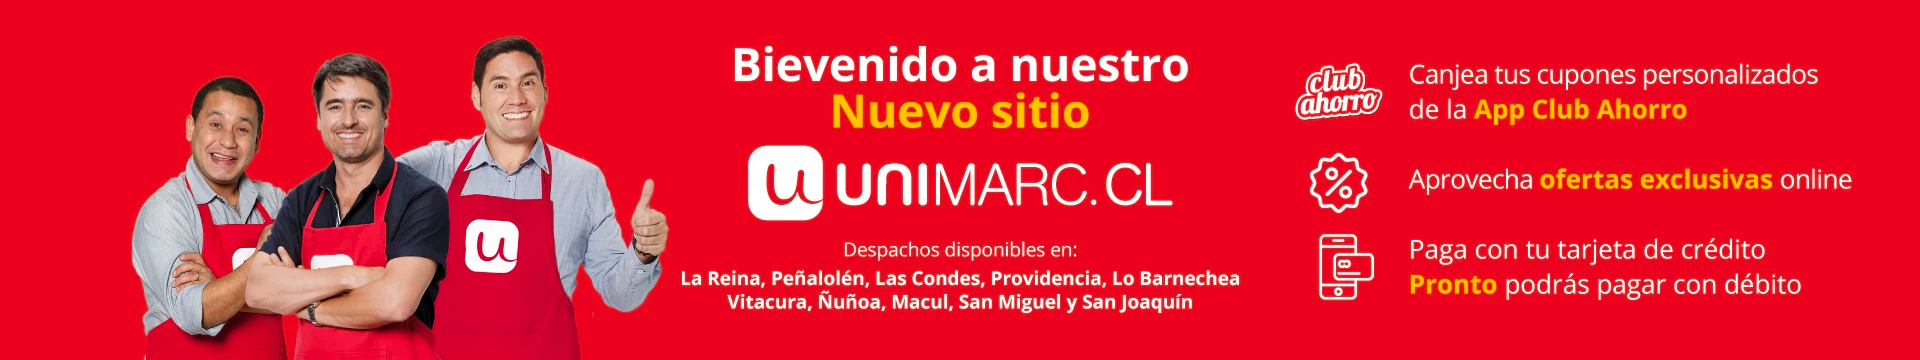 Bievenido a nuestro
Nuevo sitio
u UNIMARC.CL
Despachos disponibles en:
La Reina, Peñalolén, Las Condes, Providencia, Lo Barnechea
Vitacura, Ñuñoa, Macul, San Miguel y San Joaquín
u
club
ahorro
Canjea tus cupones personalizados
de la App Club Ahorro
%
Aprovecha ofertas exclusivas online
Paga con tu tarjeta de crédito
Pronto podrás pagar con débito